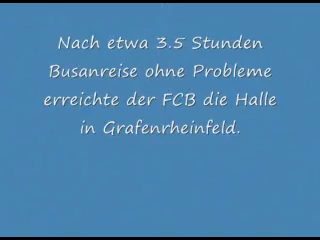 Nach etwa 3.5 Stunden
Busanreise ohne Probleme
erreichte der FCB die Halle
in Grafenrheinfeld.